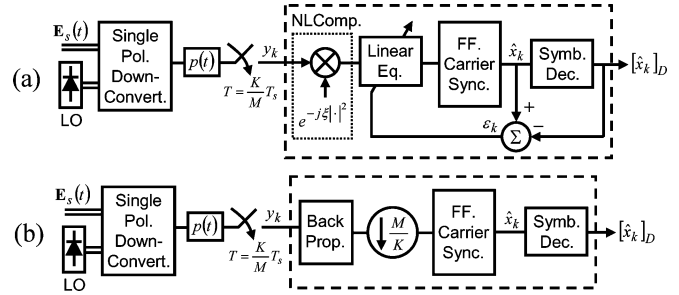 (a)
E_s(t)
LO
Single
Pol.
Down-
Convert.
p(t)
T = K/M T_s
y_k
NLComp.
e^{-jξ|·|^2}
Linear
Eq.
FF.
Carrier
Sync.
x̂_k
Symb.
Dec.
[x̂_k]_D
+
−
ε_k
Σ
(b)
E_s(t)
LO
Single
Pol.
Down-
Convert.
p(t)
T = K/M T_s
y_k
Back
Prop.
↓ M/K
FF.
Carrier
Sync.
x̂_k
Symb.
Dec.
[x̂_k]_D